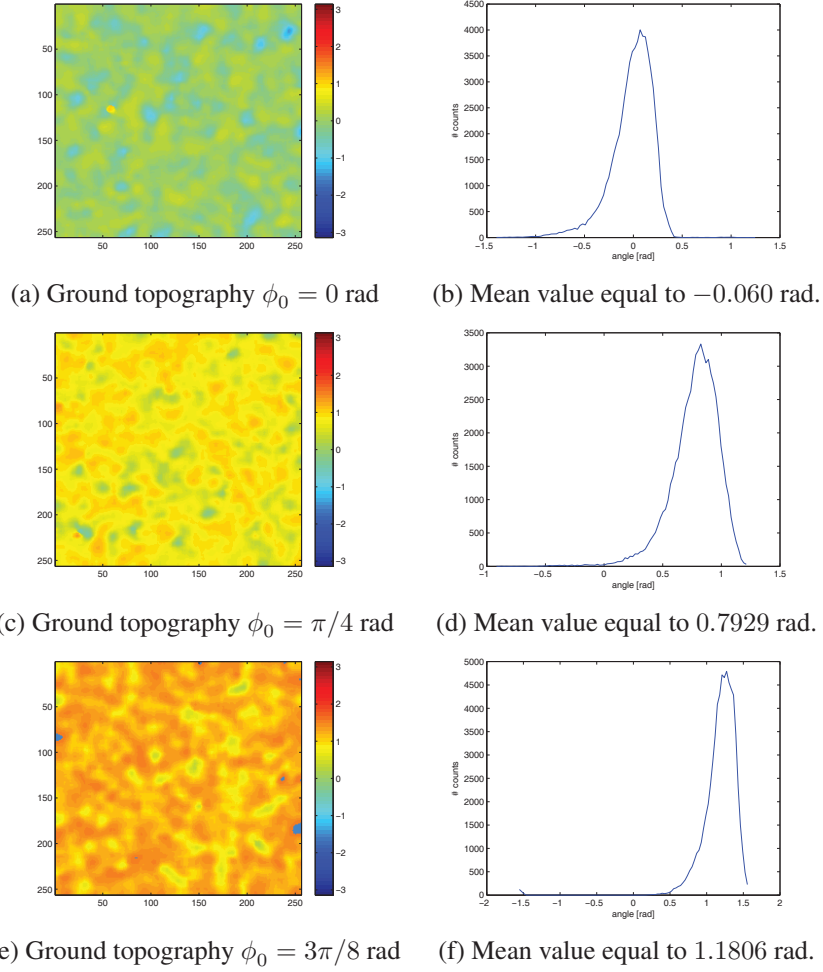 50 100 150 200 250
50 100 150 200 250
3 2 1 0 −1 −2 −3
4500 4000 3500 3000 2500 2000 1500 1000 500 0
# counts
−1.5 −1 −0.5 0 0.5 1 1.5
angle [rad]
(a) Ground topography ϕ₀ = 0 rad
(b) Mean value equal to −0.060 rad.
50 100 150 200 250
50 100 150 200 250
3 2 1 0 −1 −2 −3
3500 3000 2500 2000 1500 1000 500 0
# counts
−1 −0.5 0 0.5 1 1.5
angle [rad]
(c) Ground topography ϕ₀ = π/4 rad
(d) Mean value equal to 0.7929 rad.
50 100 150 200 250
50 100 150 200 250
3 2 1 0 −1 −2 −3
5000 4500 4000 3500 3000 2500 2000 1500 1000 500 0
# counts
−2 −1.5 −1 −0.5 0 0.5 1 1.5 2
angle [rad]
e) Ground topography ϕ₀ = 3π/8 rad
(f) Mean value equal to 1.1806 rad.